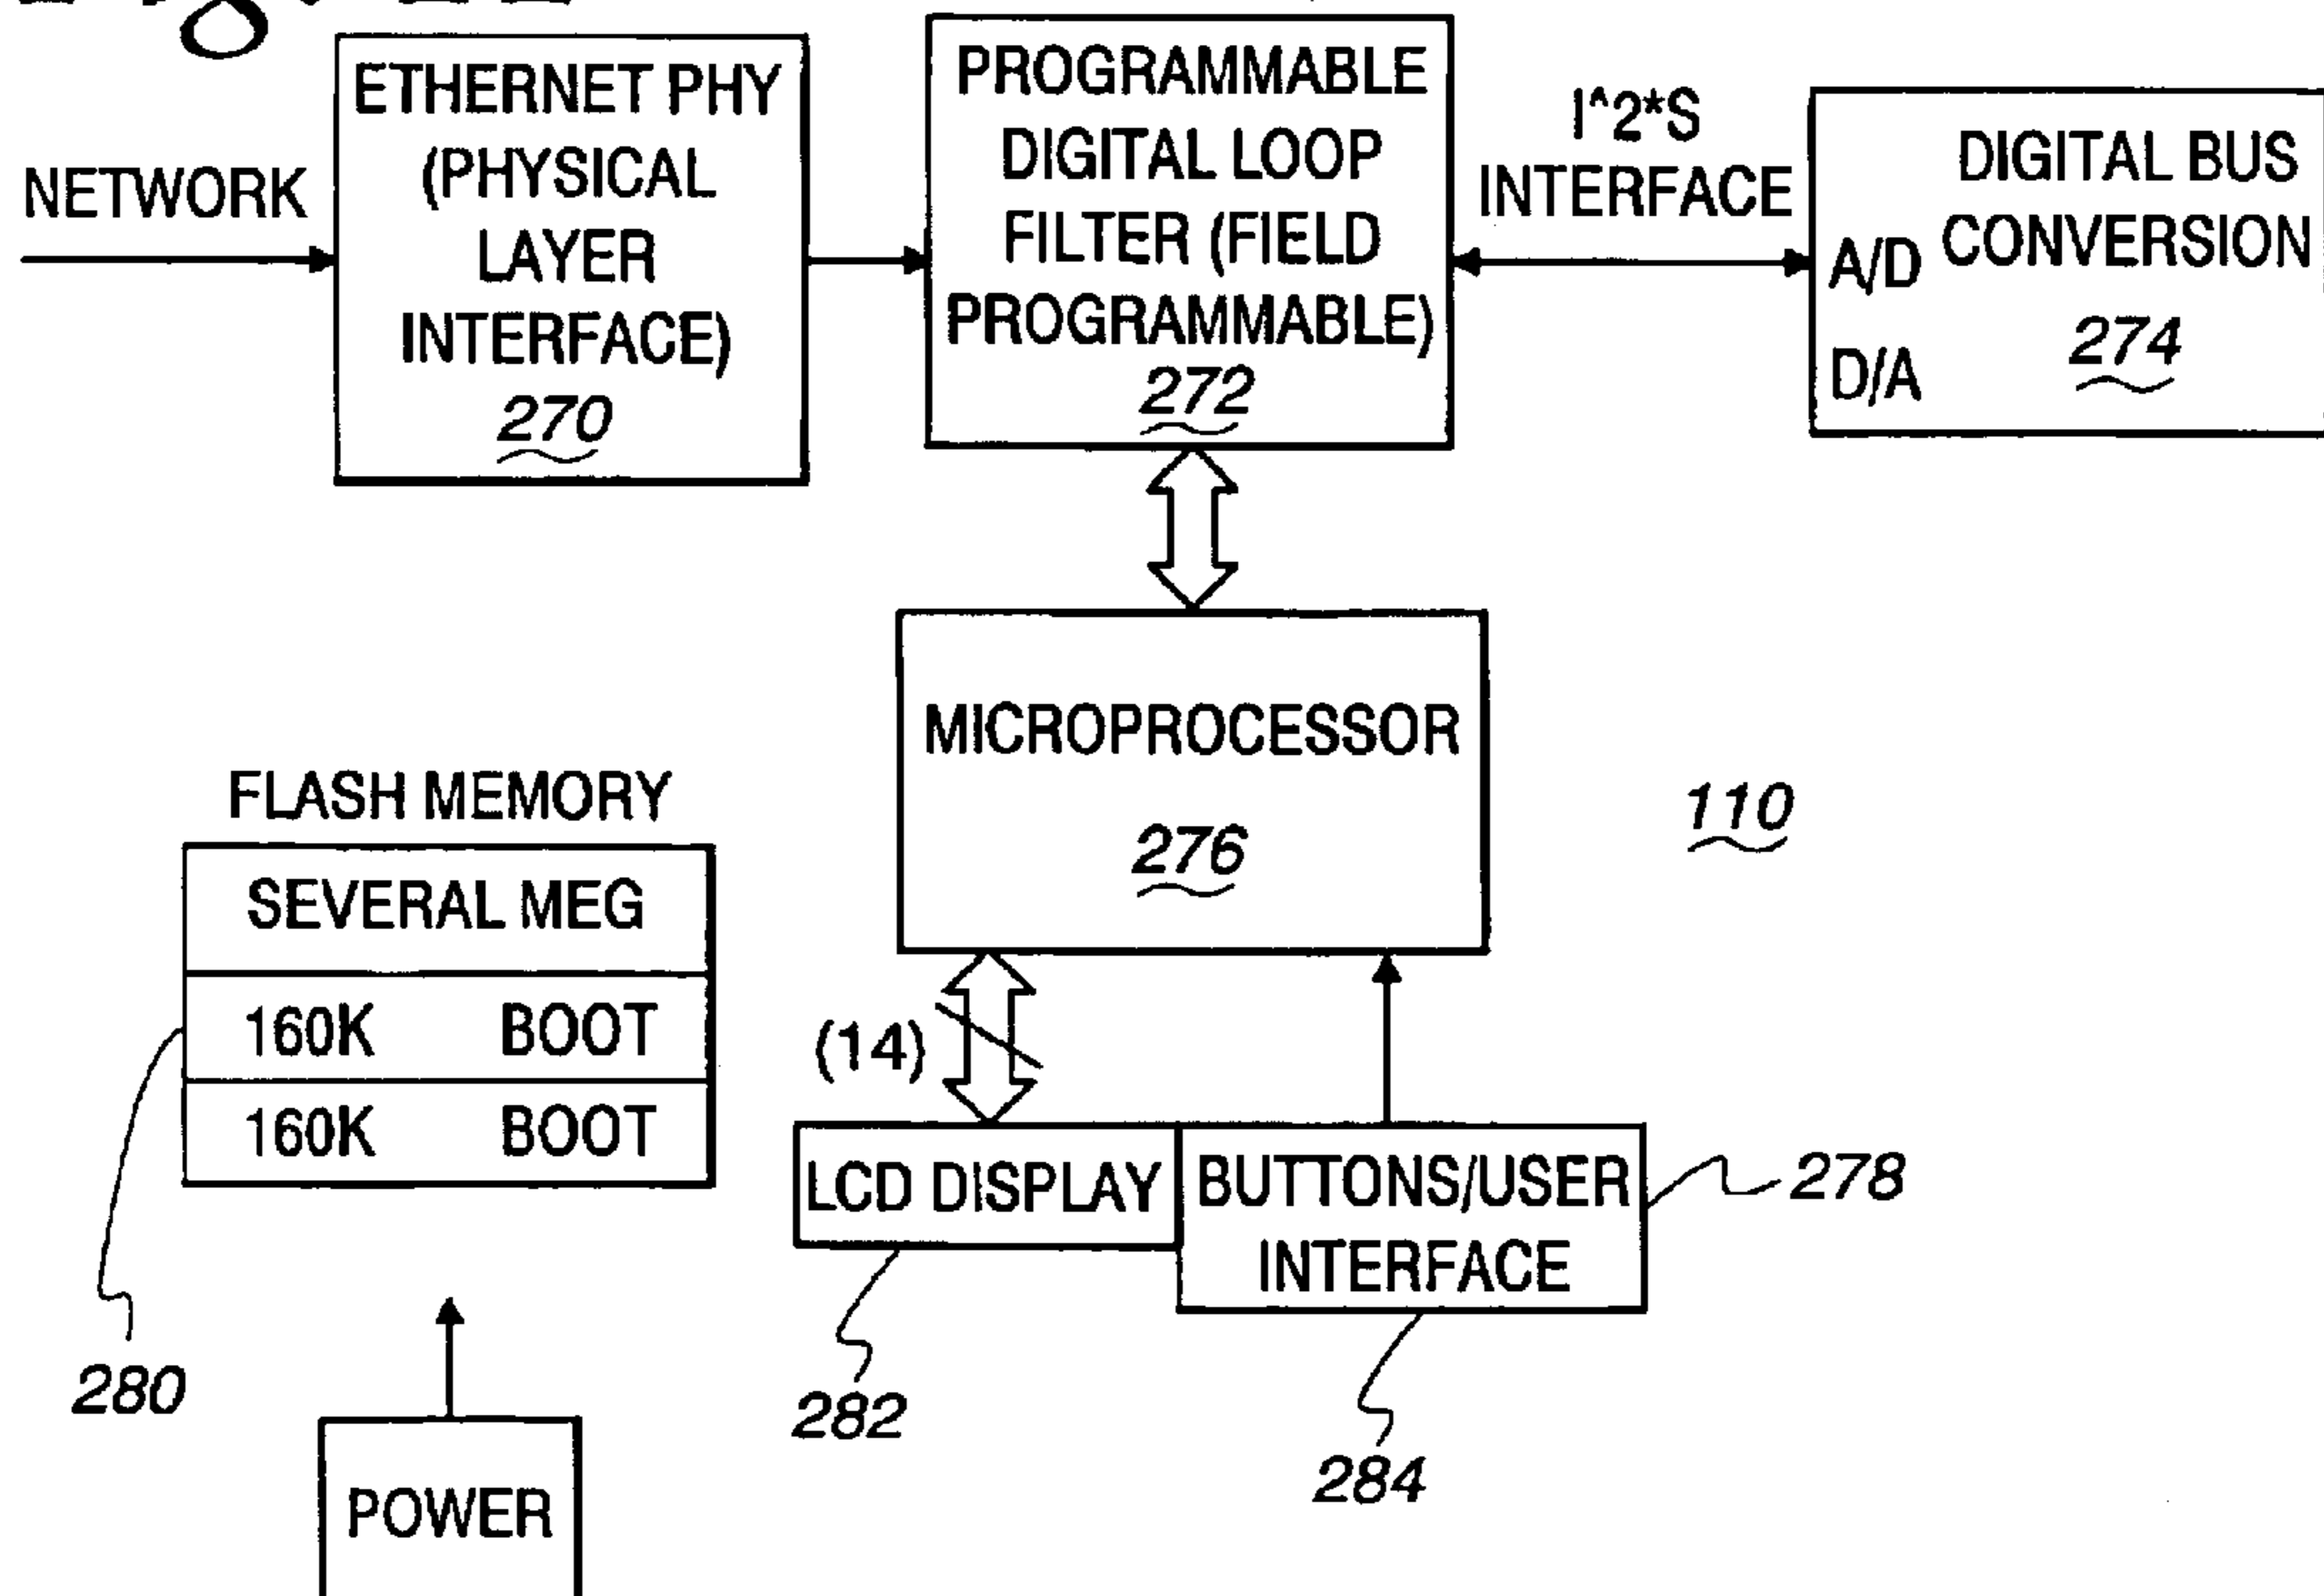 NETWORK
ETHERNET PHY
(PHYSICAL
LAYER
INTERFACE)
270
PROGRAMMABLE
DIGITAL LOOP
FILTER (FIELD
PROGRAMMABLE)
272
I^2*S
INTERFACE
DIGITAL BUS
CONVERSION
A/D
274
D/A
MICROPROCESSOR
276
110
FLASH MEMORY
SEVERAL MEG
160K BOOT
160K BOOT
280
(14)
LCD DISPLAY
BUTTONS/USER
INTERFACE
278
282
284
POWER